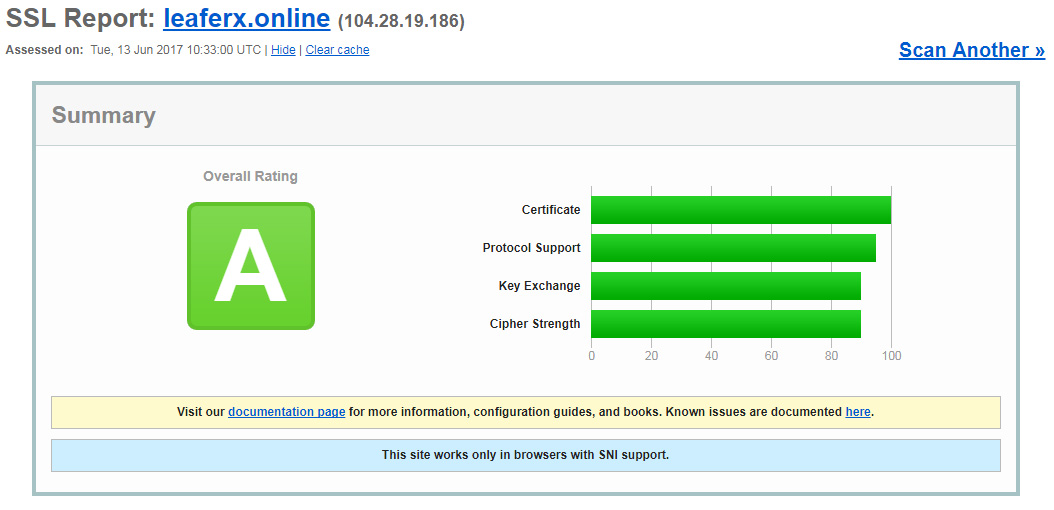 SSL Report: leaferx.online (104.28.19.186)
Assessed on: Tue, 13 Jun 2017 10:33:00 UTC | Hide | Clear cache
Scan Another »
Summary
Overall Rating
A
Certificate
Protocol Support
Key Exchange
Cipher Strength
0 20 40 60 80 100
Visit our documentation page for more information, configuration guides, and books. Known issues are documented here.
This site works only in browsers with SNI support.